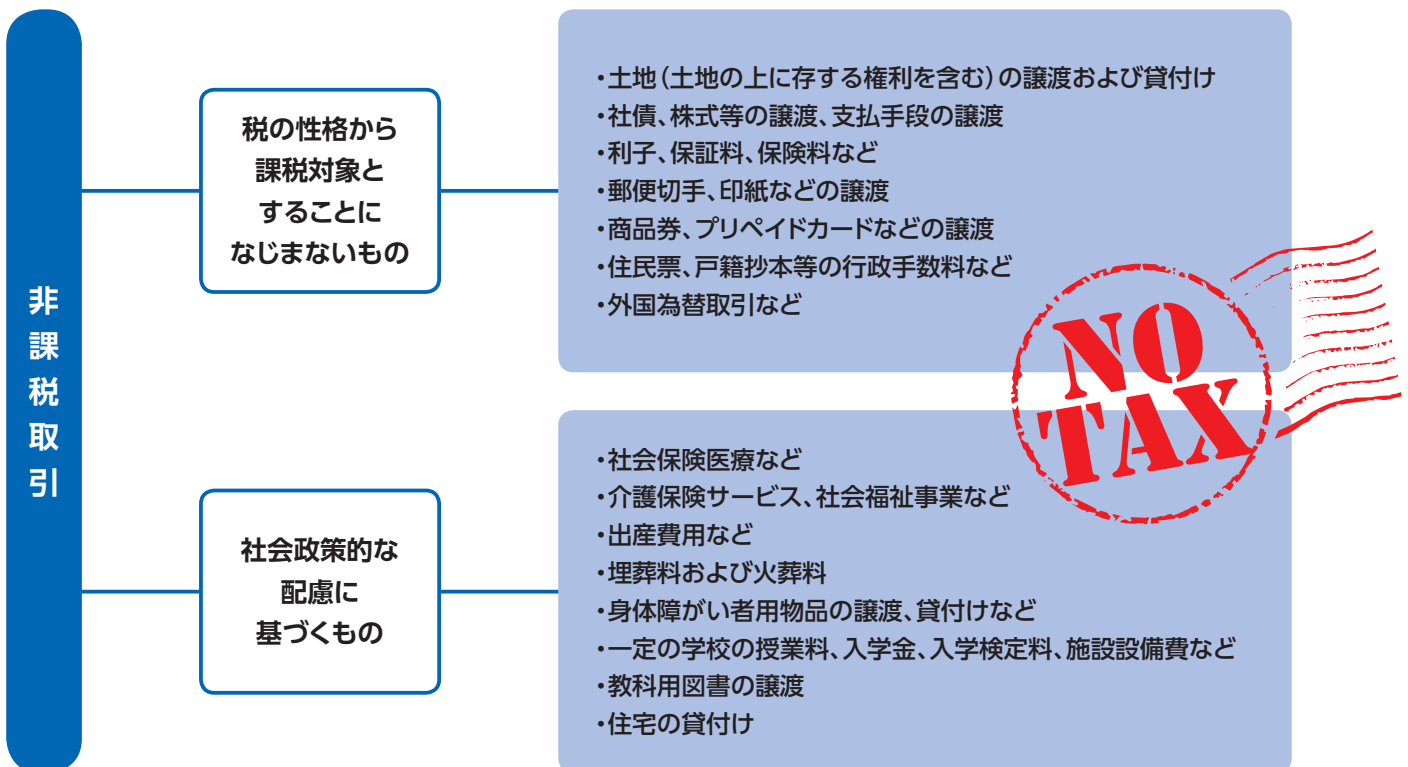 非課税取引
税の性格から
課税対象と
することに
なじまないもの
・土地(土地の上に存する権利を含む)の譲渡および貸付け
・社債、株式等の譲渡、支払手段の譲渡
・利子、保証料、保険料など
・郵便切手、印紙などの譲渡
・商品券、プリペイドカードなどの譲渡
・住民票、戸籍抄本等の行政手数料など
・外国為替取引など
NO
TAX
社会政策的な
配慮に
基づくもの
・社会保険医療など
・介護保険サービス、社会福祉事業など
・出産費用など
・埋葬料および火葬料
・身体障がい者用物品の譲渡、貸付けなど
・一定の学校の授業料、入学金、入学検定料、施設設備費など
・教科用図書の譲渡
・住宅の貸付け